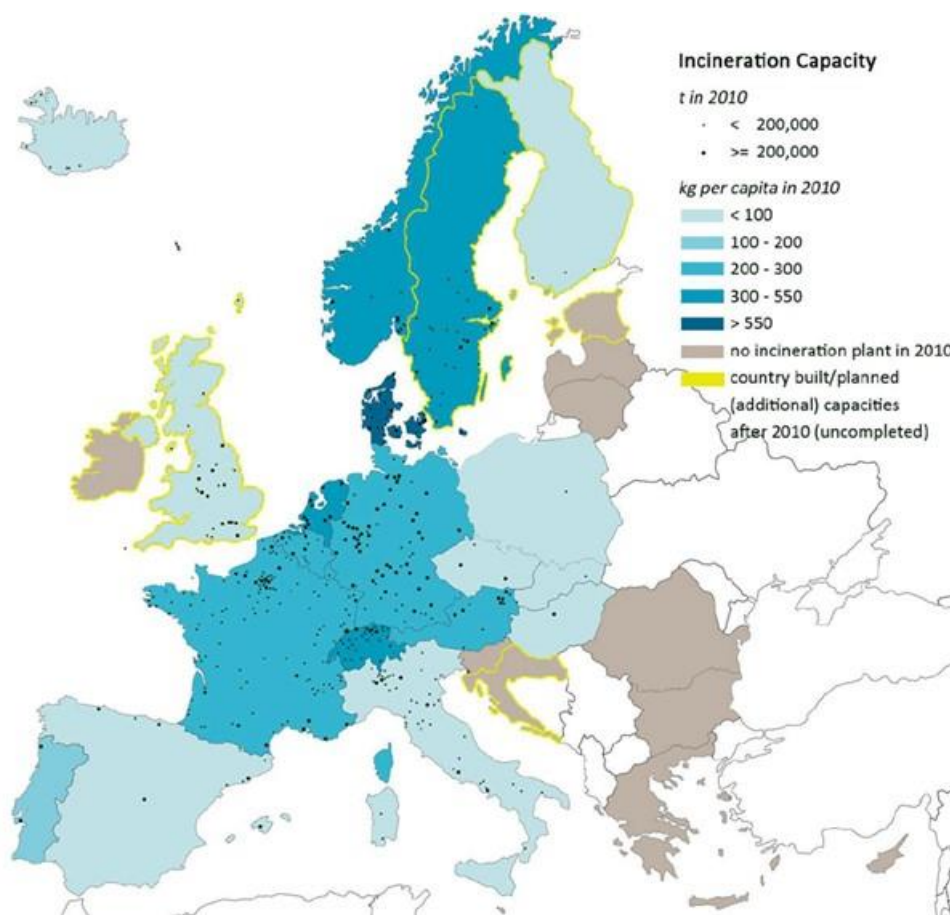 Incineration Capacity
t in 2010
< 200,000
>= 200,000
kg per capita in 2010
< 100
100 - 200
200 - 300
300 - 550
> 550
no incineration plant in 2010
country built/planned
(additional) capacities
after 2010 (uncompleted)